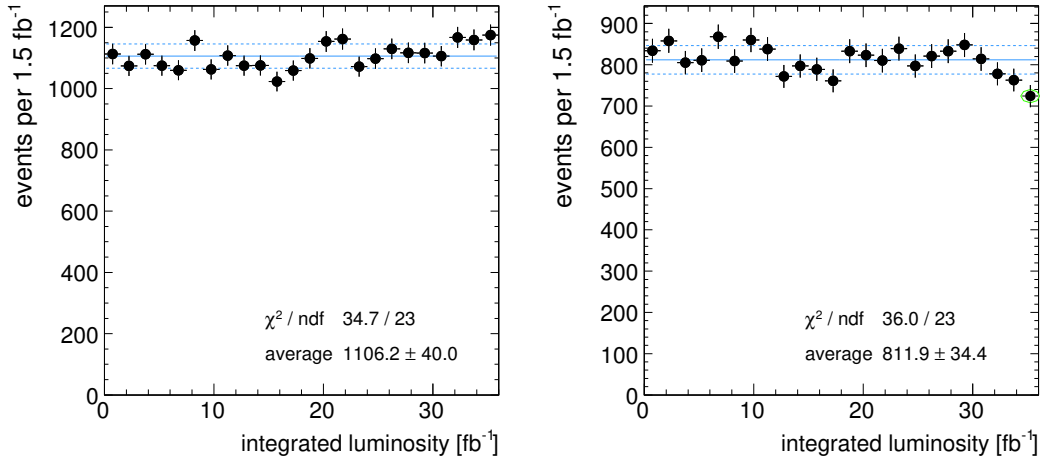 events per 1.5 fb⁻¹
1200
1000
800
600
400
200
0
χ² / ndf 34.7 / 23
average 1106.2 ± 40.0
0 10 20 30
integrated luminosity [fb⁻¹]
events per 1.5 fb⁻¹
900
800
700
600
500
400
300
200
100
0
χ² / ndf 36.0 / 23
average 811.9 ± 34.4
0 10 20 30
integrated luminosity [fb⁻¹]